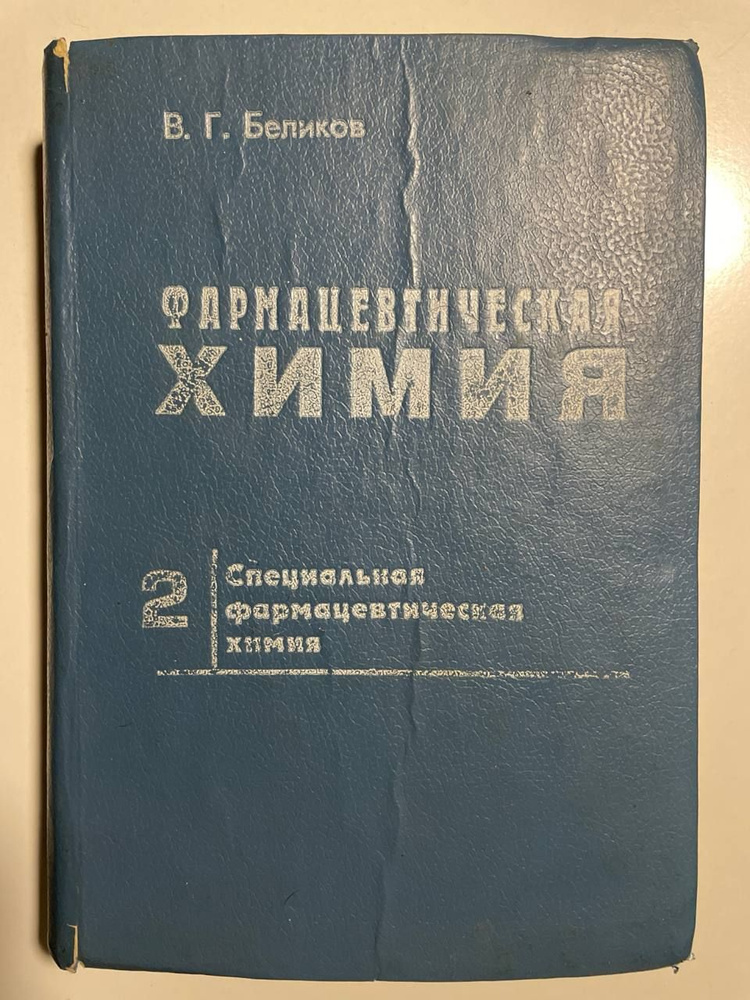 В. Г. Беликов
ФАРМАЦЕВТИЧЕСКАЯ
ХИМИЯ
2
Специальная
фармацевтическая
химия